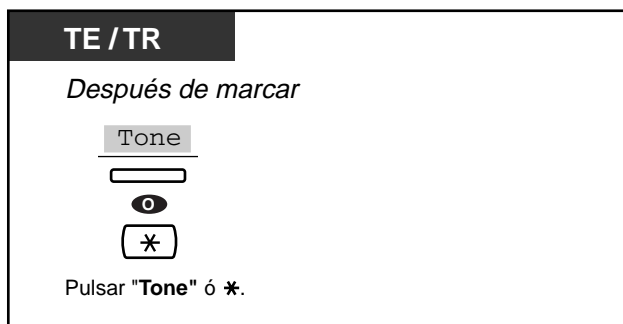 TE / TR
Después de marcar
Tone
O
*
Pulsar "Tone" ó *.